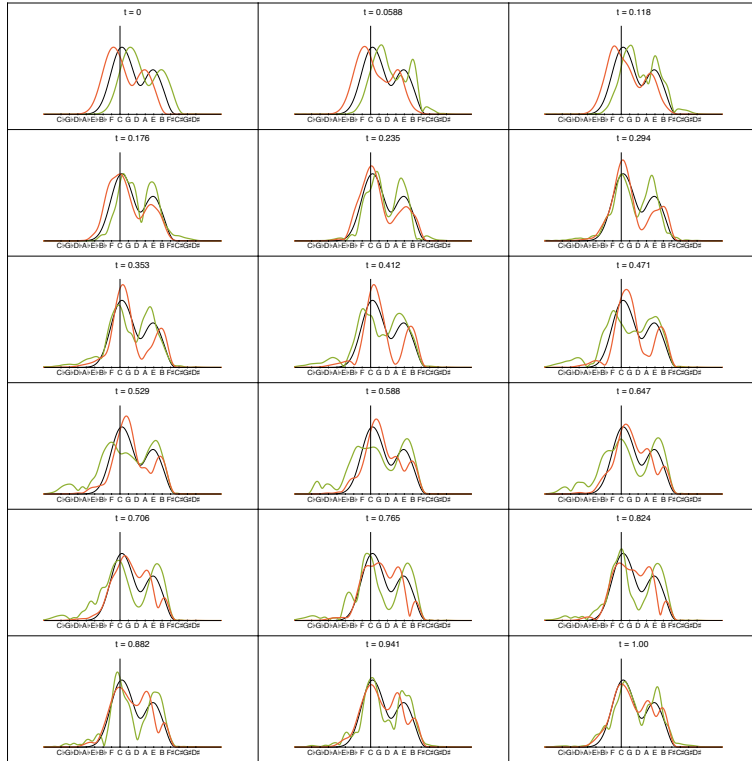 t = 0
C♭G♭D♭A♭E♭B♭ F C G D A E B F♯C♯G♯D♯
t = 0.0588
C♭G♭D♭A♭E♭B♭ F C G D A E B F♯C♯G♯D♯
t = 0.118
C♭G♭D♭A♭E♭B♭ F C G D A E B F♯C♯G♯D♯
t = 0.176
C♭G♭D♭A♭E♭B♭ F C G D A E B F♯C♯G♯D♯
t = 0.235
C♭G♭D♭A♭E♭B♭ F C G D A E B F♯C♯G♯D♯
t = 0.294
C♭G♭D♭A♭E♭B♭ F C G D A E B F♯C♯G♯D♯
t = 0.353
C♭G♭D♭A♭E♭B♭ F C G D A E B F♯C♯G♯D♯
t = 0.412
C♭G♭D♭A♭E♭B♭ F C G D A E B F♯C♯G♯D♯
t = 0.471
C♭G♭D♭A♭E♭B♭ F C G D A E B F♯C♯G♯D♯
t = 0.529
C♭G♭D♭A♭E♭B♭ F C G D A E B F♯C♯G♯D♯
t = 0.588
C♭G♭D♭A♭E♭B♭ F C G D A E B F♯C♯G♯D♯
t = 0.647
C♭G♭D♭A♭E♭B♭ F C G D A E B F♯C♯G♯D♯
t = 0.706
C♭G♭D♭A♭E♭B♭ F C G D A E B F♯C♯G♯D♯
t = 0.765
C♭G♭D♭A♭E♭B♭ F C G D A E B F♯C♯G♯D♯
t = 0.824
C♭G♭D♭A♭E♭B♭ F C G D A E B F♯C♯G♯D♯
t = 0.882
C♭G♭D♭A♭E♭B♭ F C G D A E B F♯C♯G♯D♯
t = 0.941
C♭G♭D♭A♭E♭B♭ F C G D A E B F♯C♯G♯D♯
t = 1.00
C♭G♭D♭A♭E♭B♭ F C G D A E B F♯C♯G♯D♯